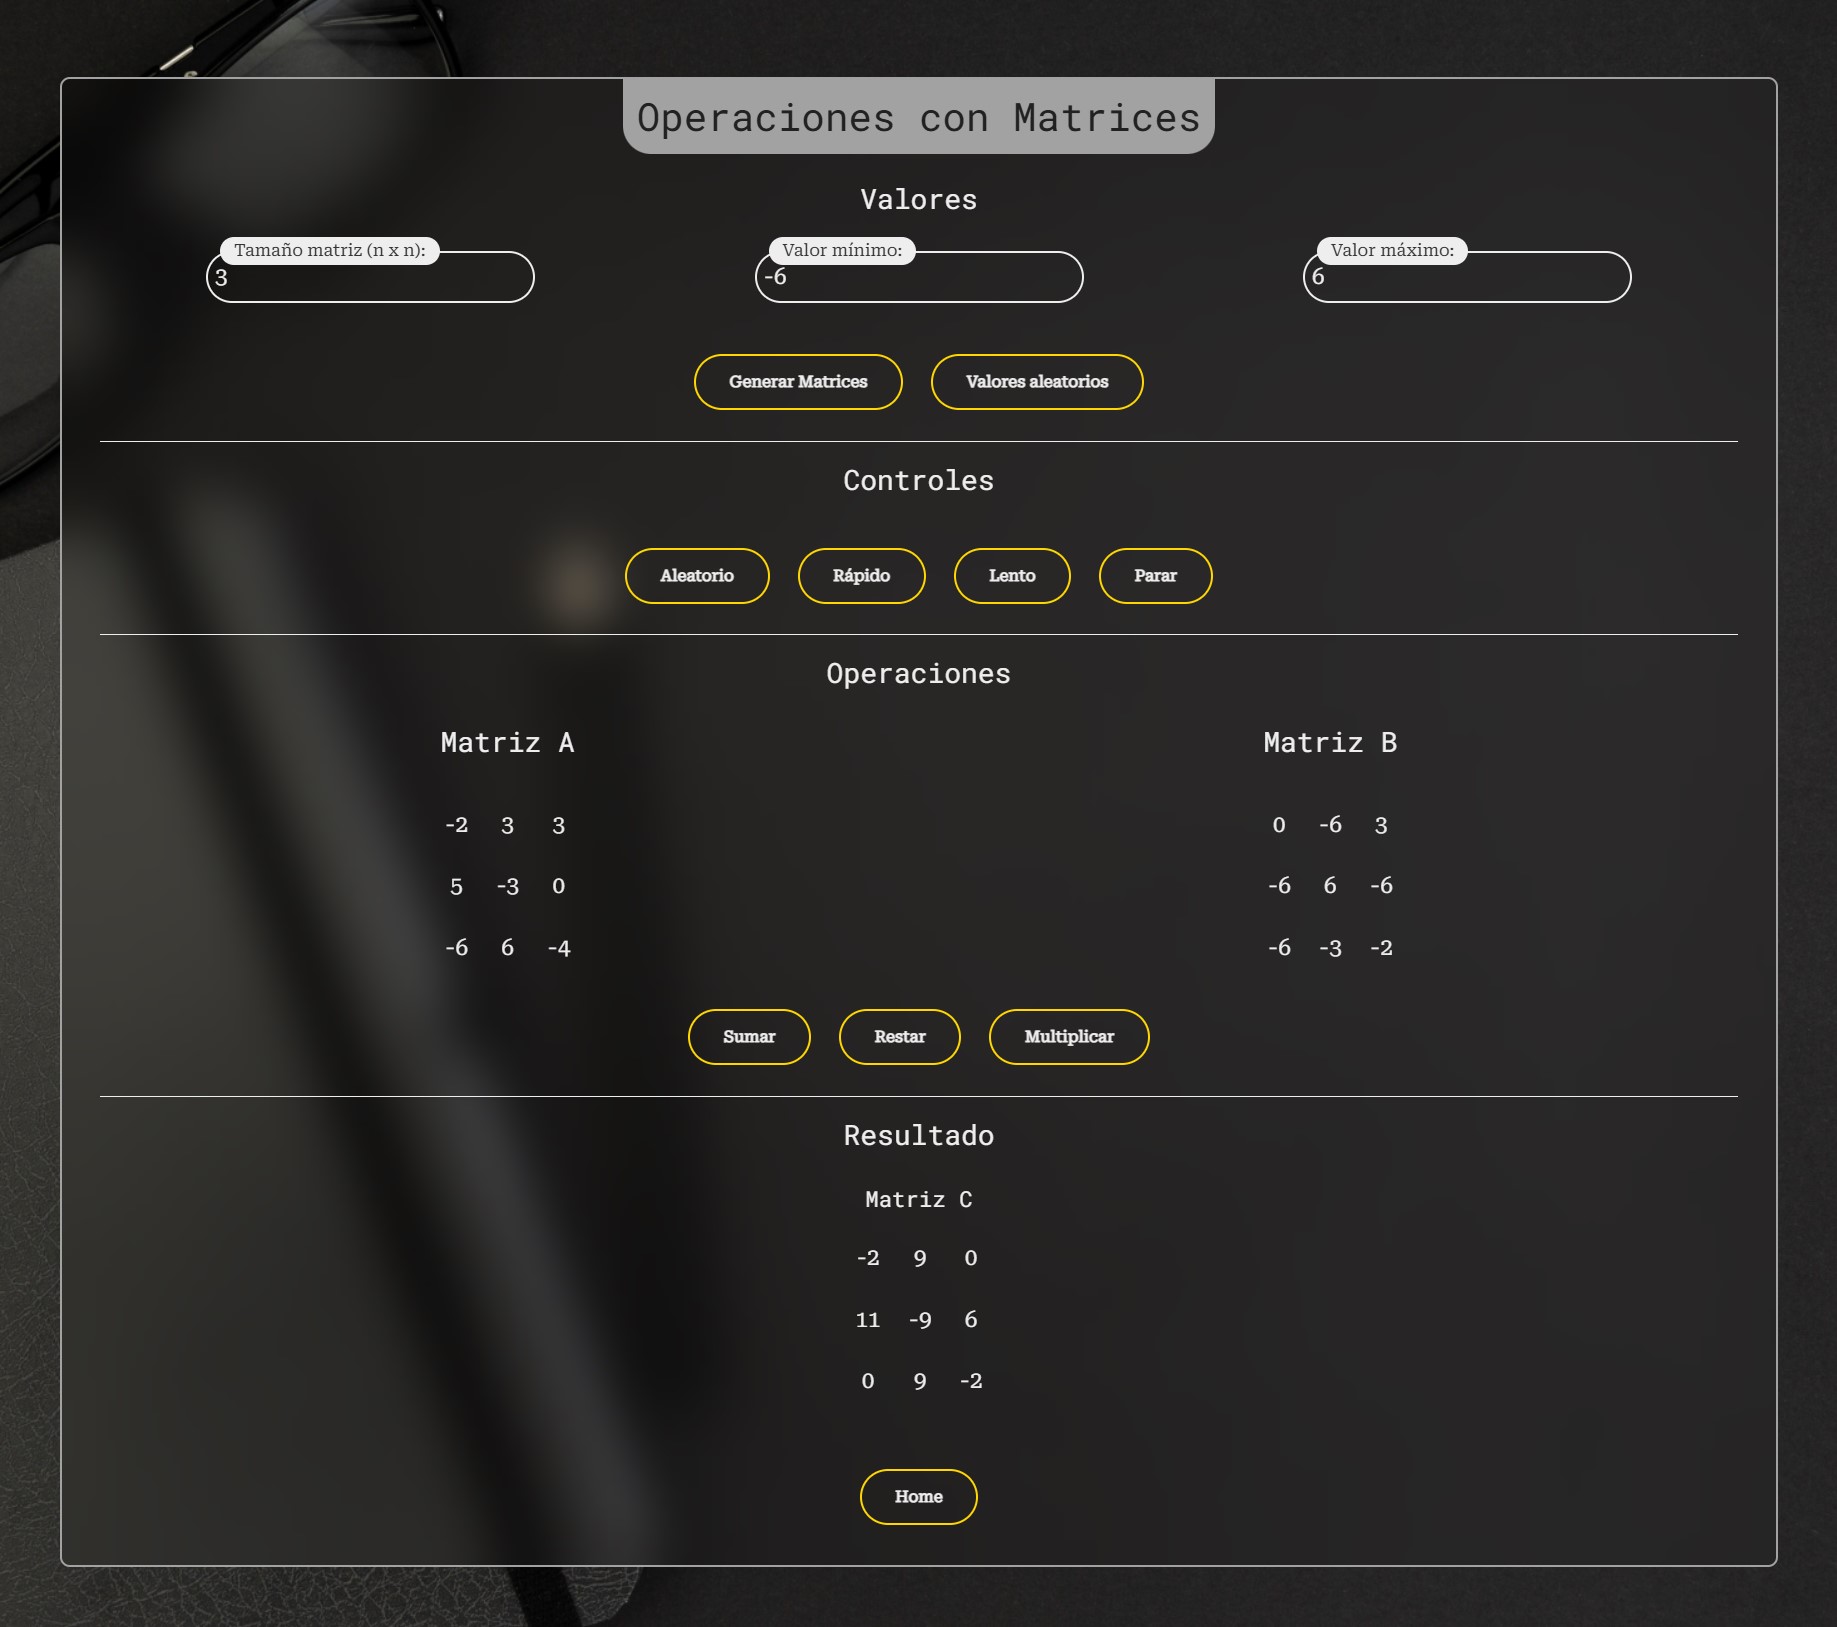 Operaciones con Matrices
Valores
Tamaño matriz (n x n): Valor mínimo: Valor máximo:
3 -6 6
Generar Matrices Valores aleatorios
Controles
Aleatorio Rápido Lento Parar
Operaciones
Matriz A Matriz B
-2 3 3 0 -6 3
5 -3 0 -6 6 -6
-6 6 -4 -6 -3 -2
Sumar Restar Multiplicar
Resultado
Matriz C
-2 9 0
11 -9 6
0 9 -2
Home